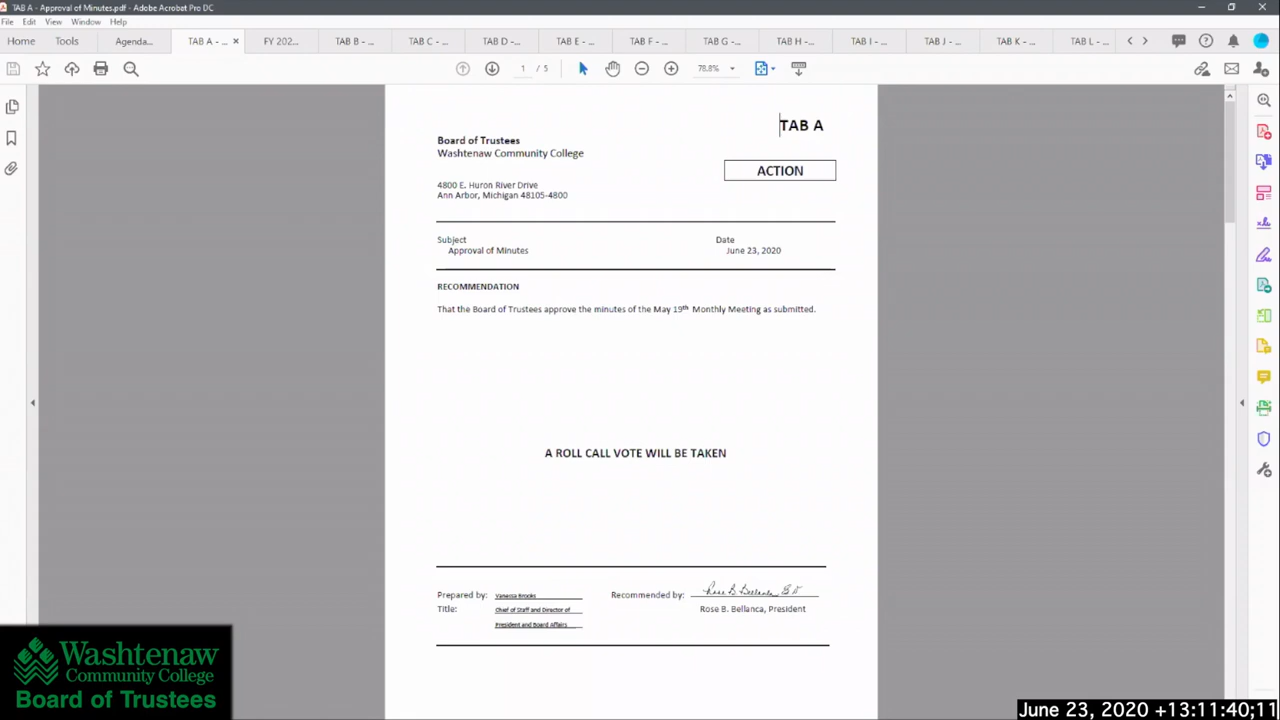 TAB A - Approval of Minutes.pdf - Adobe Acrobat Pro DC
File Edit View Window Help
Home Tools Agenda... TAB A - ... × FY 202... TAB B - ... TAB C - ... TAB D -... TAB E - ... TAB F - ... TAB G -... TAB H - ... TAB I - ... TAB J - ... TAB K - ... TAB L - ...
1 / 5 78.8%
TAB A
Board of Trustees
Washtenaw Community College
ACTION
4800 E. Huron River Drive
Ann Arbor, Michigan 48105-4800
Subject Date
Approval of Minutes June 23, 2020
RECOMMENDATION
That the Board of Trustees approve the minutes of the May 19th Monthly Meeting as submitted.
A ROLL CALL VOTE WILL BE TAKEN
Prepared by: Vanessa Brooks Recommended by: Rose B Bellanca
Title: Chief of Staff and Director of Rose B. Bellanca, President
President and Board Affairs
Washtenaw
Community College
Board of Trustees
June 23, 2020 +13:11:40;11